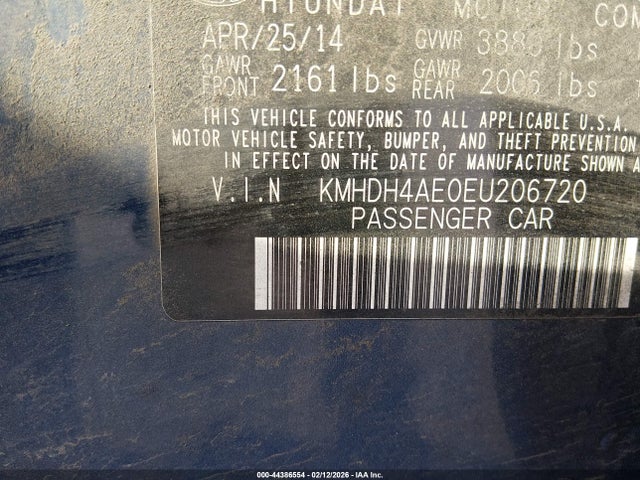 HYUNDAI MOTOR COM
APR/25/14 GVWR 3885 lbs
GAWR FRONT 2161 lbs GAWR REAR 2006 lbs
THIS VEHICLE CONFORMS TO ALL APPLICABLE U.S.A.
MOTOR VEHICLE SAFETY, BUMPER, AND THEFT PREVENTION
IN EFFECT ON THE DATE OF MANUFACTURE SHOWN A
V.I.N KMHDH4AE0EU206720
PASSENGER CAR
000-44386554 - 02/12/2026 - IAA Inc.